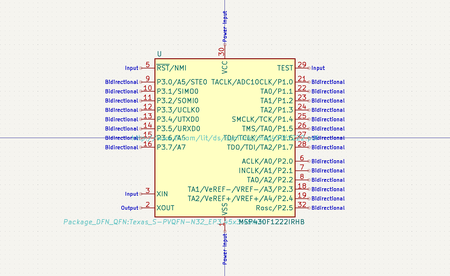 Power Input
U
30
VCC
Input 5 RST/NMI TEST 29 Input
Bidirectional 9 P3.0/A5/STE0 TACLK/ADC10CLK/P1.0 21 Bidirectional
Bidirectional 10 P3.1/SIMO0 TA0/P1.1 22 Bidirectional
Bidirectional 11 P3.2/SOMI0 TA1/P1.2 23 Bidirectional
Bidirectional 12 P3.3/UCLK0 TA2/P1.3 24 Bidirectional
Bidirectional 13 P3.4/UTXD0 SMCLK/TCK/P1.4 25 Bidirectional
Bidirectional 14 P3.5/URXD0 TMS/TA0/P1.5 26 Bidirectional
Bidirectional 15 P3.6/A6 TDI/TCLK/TA1/P1.6 27 Bidirectional
Bidirectional 16 P3.7/A7 TDO/TDI/TA2/P1.7 28 Bidirectional
ACLK/A0/P2.0 6 Bidirectional
INCLK/A1/P2.1 7 Bidirectional
TA0/A2/P2.2 8 Bidirectional
TA1/VeREF-/VREF-/A3/P2.3 18 Bidirectional
Input 3 XIN TA2/VREF+/VeREF+/A4/P2.4 19 Bidirectional
Output 2 XOUT Rosc/P2.5 32 Bidirectional
VSS
Package_DFN_QFN:Texas_S-PVQFN-N32_EP3 MSP430F1222IRHB
1
Power Input